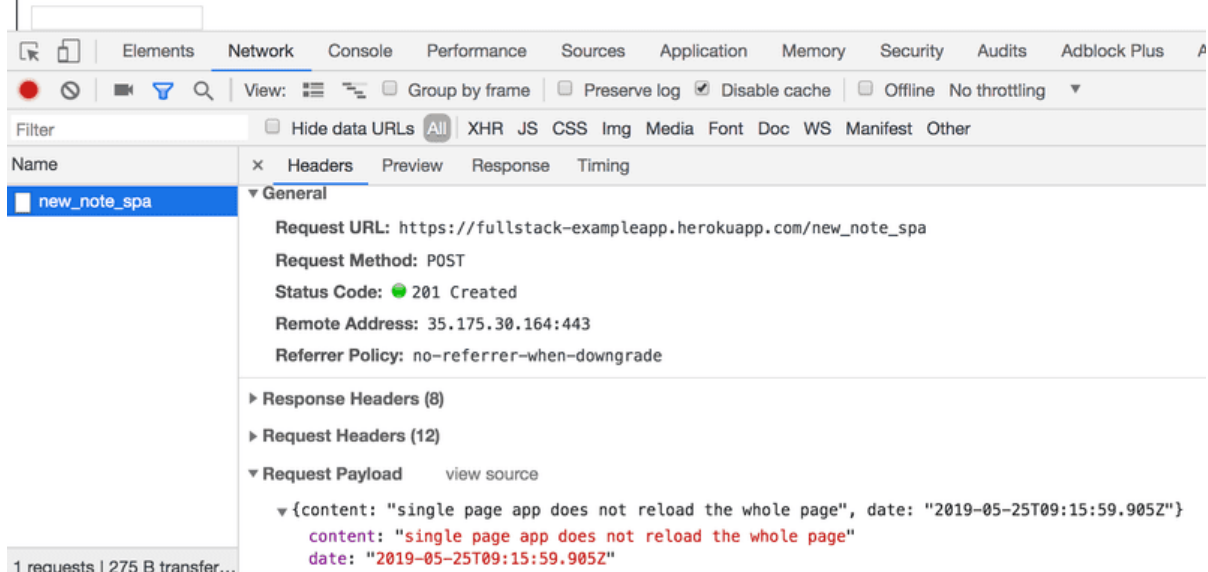 Elements Network Console Performance Sources Application Memory Security Audits Adblock Plus
View: Group by frame Preserve log Disable cache Offline No throttling
Filter Hide data URLs All XHR JS CSS Img Media Font Doc WS Manifest Other
Name × Headers Preview Response Timing
new_note_spa
General
Request URL: https://fullstack-exampleapp.herokuapp.com/new_note_spa
Request Method: POST
Status Code: 201 Created
Remote Address: 35.175.30.164:443
Referrer Policy: no-referrer-when-downgrade
Response Headers (8)
Request Headers (12)
Request Payload view source
{content: "single page app does not reload the whole page", date: "2019-05-25T09:15:59.905Z"}
content: "single page app does not reload the whole page"
date: "2019-05-25T09:15:59.905Z"
1 requests | 275 B transfer...